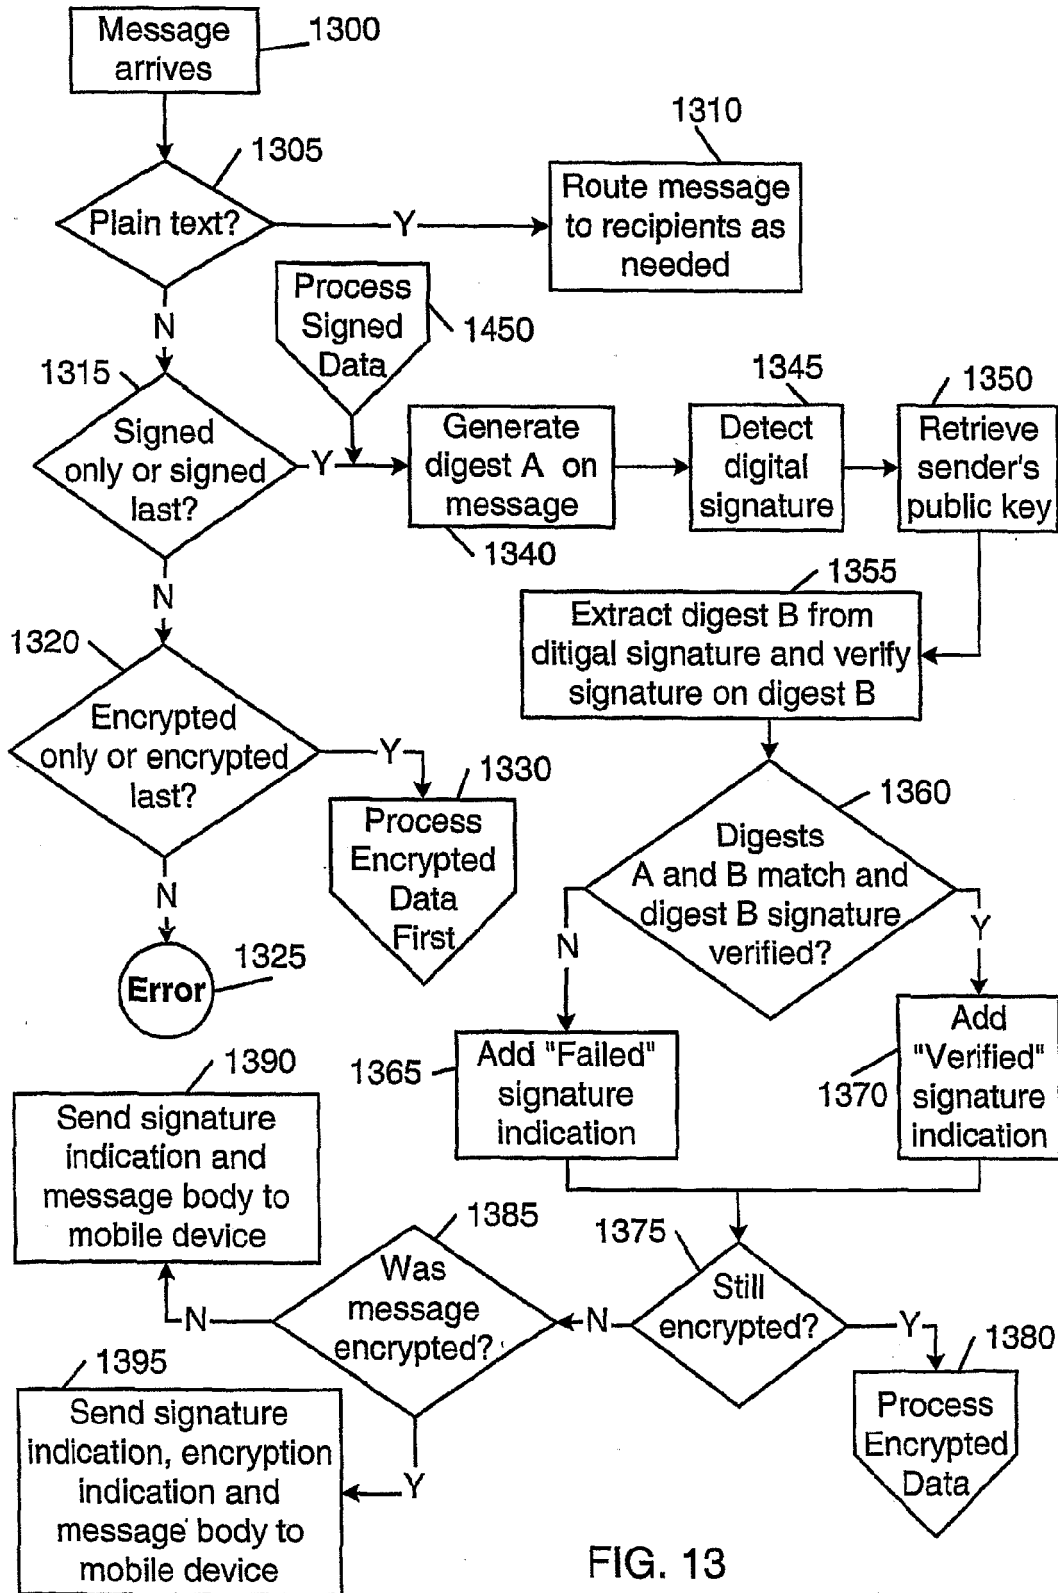 Message
arrives
1300
1305
Plain text?
Y
1310
Route message
to recipients as
needed
N
Process
Signed
Data
1450
1315
Signed
only or signed
last?
Y
Generate
digest A on
message
1340
1345
Detect
digital
signature
1350
Retrieve
sender's
public key
N
1355
Extract digest B from
ditigal signature and verify
signature on digest B
1320
Encrypted
only or encrypted
last?
Y
1330
Process
Encrypted
Data
First
N
Error
1325
1360
Digests
A and B match and
digest B signature
verified?
N
Y
1365
Add "Failed"
signature
indication
1370
Add
"Verified"
signature
indication
1375
Still
encrypted?
Y
1380
Process
Encrypted
Data
N
1385
Was
message
encrypted?
N
1390
Send signature
indication and
message body to
mobile device
Y
1395
Send signature
indication, encryption
indication and
message body to
mobile device
FIG. 13